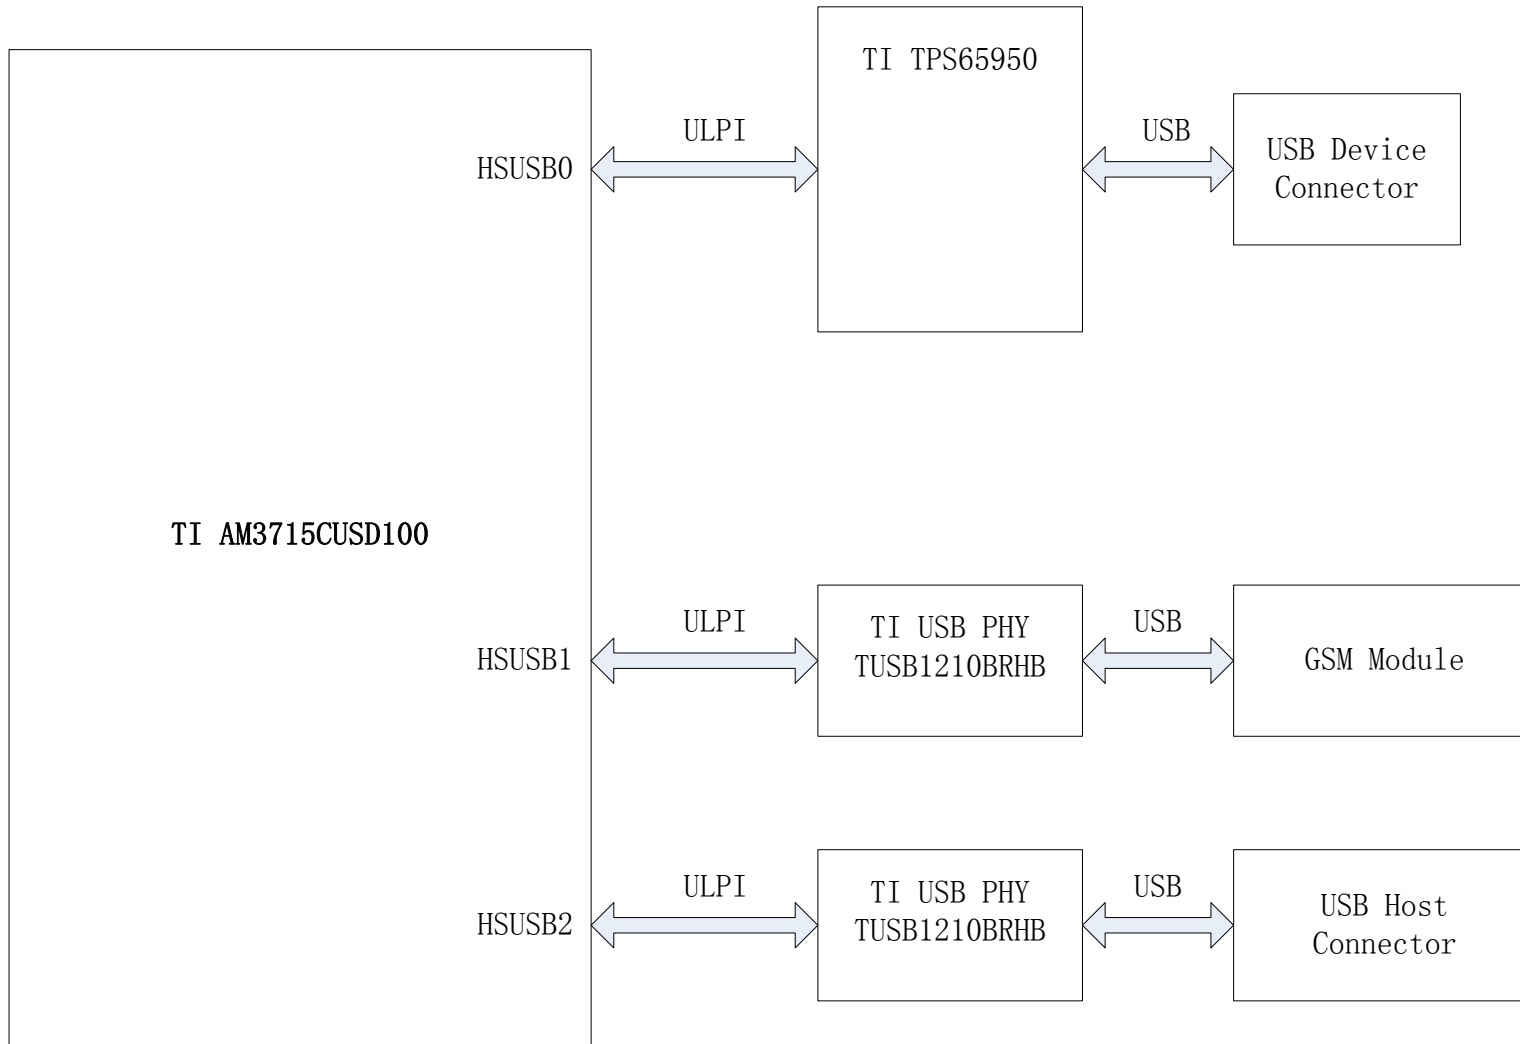 TI TPS65950
ULPI
USB
HSUSB0
USB Device
Connector
TI AM3715CUSD100
ULPI
TI USB PHY
TUSB1210BRHB
USB
HSUSB1
GSM Module
ULPI
TI USB PHY
TUSB1210BRHB
USB
HSUSB2
USB Host
Connector